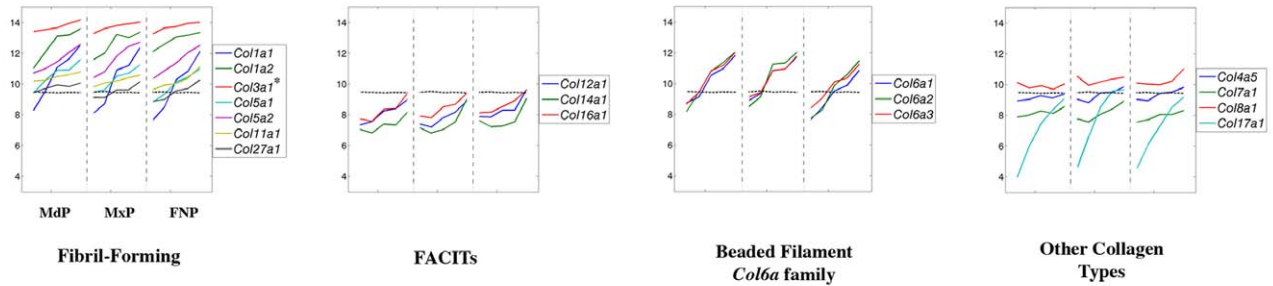 14
12
10
8
6
4
MdP MxP FNP
Col1a1
Col1a2
Col3a1*
Col5a1
Col5a2
Col11a1
Col27a1
Fibril-Forming
14
12
10
8
6
4
Col12a1
Col14a1
Col16a1
FACITs
14
12
10
8
6
4
Col6a1
Col6a2
Col6a3
Beaded Filament
Col6a family
14
12
10
8
6
4
Col4a5
Col7a1
Col8a1
Col17a1
Other Collagen
Types